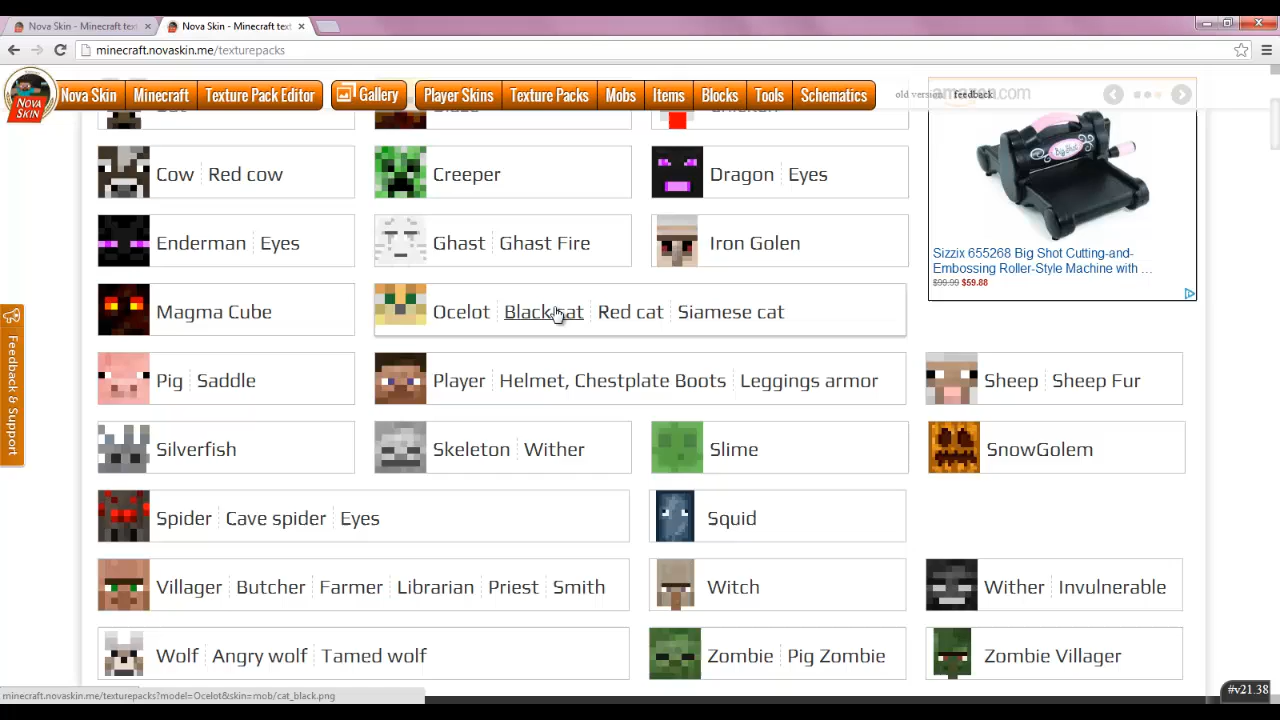 Nova Skin - Minecraft tex
Nova Skin - Minecraft tex
minecraft.novaskin.me/texturepacks
NOVA SKIN
Nova Skin
Minecraft
Texture Pack Editor
Gallery
Player Skins
Texture Packs
Mobs
Items
Blocks
Tools
Schematics
old version
feedback
Cow Red cow
Creeper
Dragon Eyes
Enderman Eyes
Ghast Ghast Fire
Iron Golen
Magma Cube
Ocelot Black cat Red cat Siamese cat
Pig Saddle
Player Helmet, Chestplate Boots Leggings armor
Sheep Sheep Fur
Silverfish
Skeleton Wither
Slime
SnowGolem
Spider Cave spider Eyes
Squid
Villager Butcher Farmer Librarian Priest Smith
Witch
Wither Invulnerable
Wolf Angry wolf Tamed wolf
Zombie Pig Zombie
Zombie Villager
Sizzix 655268 Big Shot Cutting-and-
Embossing Roller-Style Machine with ...
$99.99 $59.88
Feedback & Support
minecraft.novaskin.me/texturepacks?model=Ocelot&skin=mob/cat_black.png
#v21.38